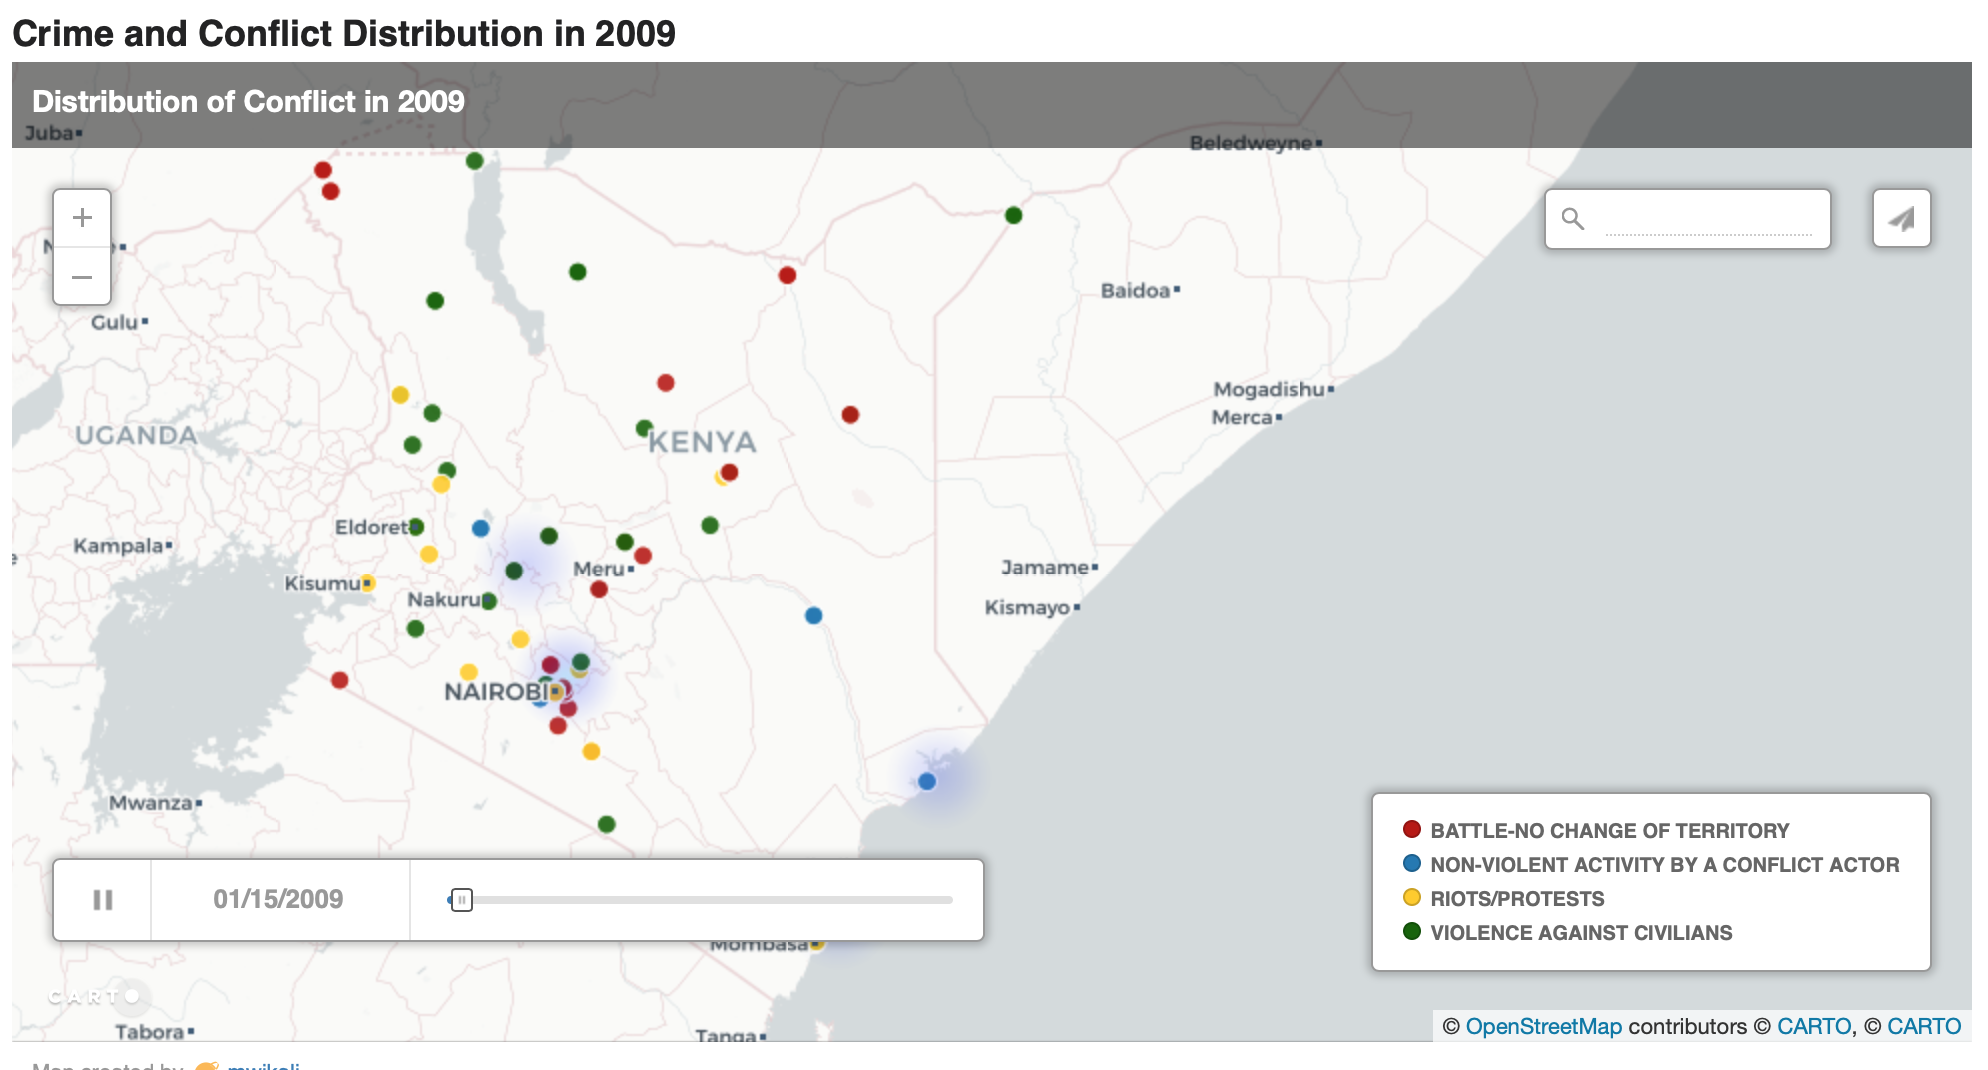 Crime and Conflict Distribution in 2009
Distribution of Conflict in 2009
Juba
Beledweyne
Baidoa
Gulu
Mogadishu
Merca
UGANDA
KENYA
Eldoret
Kampala
Meru
Jamame
Kisumu
Nakuru
Kismayo
NAIROBI
Mwanza
BATTLE-NO CHANGE OF TERRITORY
NON-VIOLENT ACTIVITY BY A CONFLICT ACTOR
RIOTS/PROTESTS
VIOLENCE AGAINST CIVILIANS
01/15/2009
Mombasa
CARTO
Tabora
Tanga
© OpenStreetMap contributors © CARTO, © CARTO
Map created by mwikali